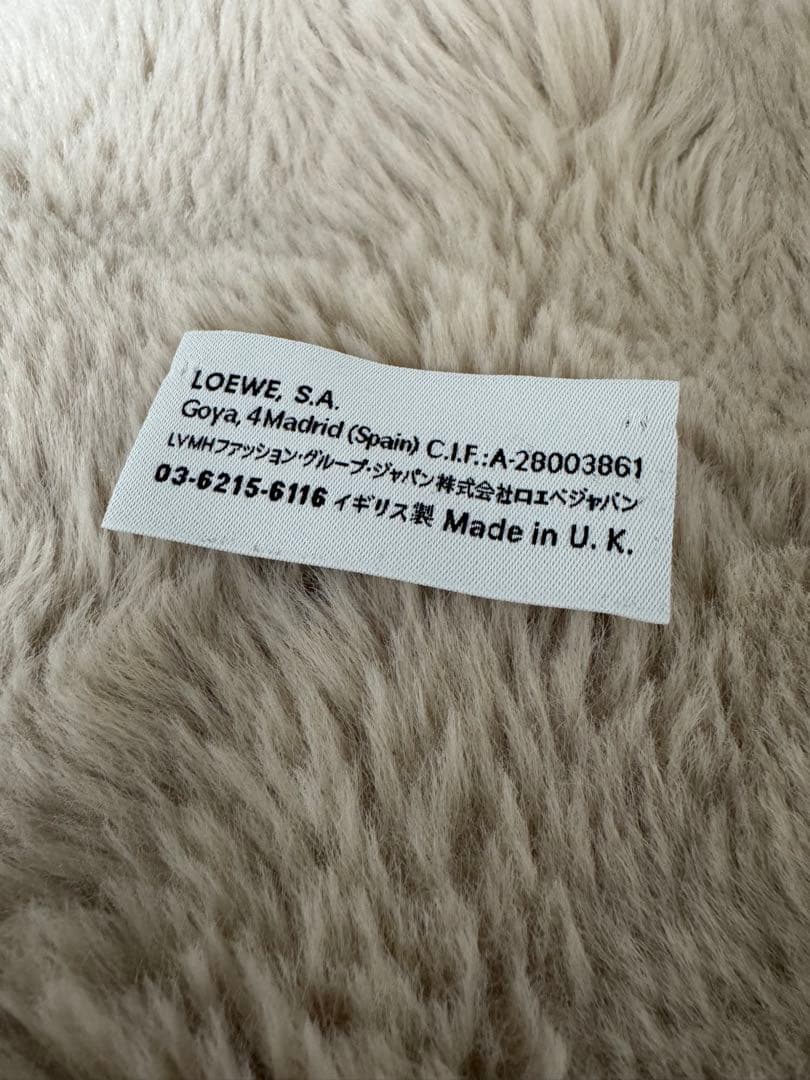 LOEWE, S.A.
Goya, 4 Madrid (Spain) C.I.F.:A-28003861
LVMHファッション・グループ・ジャパン株式会社ロエベジャパン
03-6215-6116 イギリス製 Made in U. K.